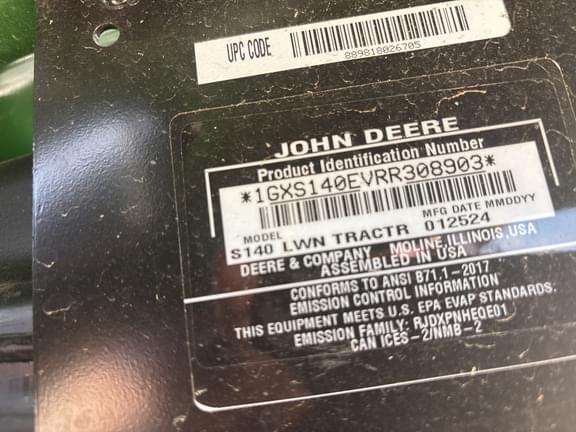 UPC CODE
889818026705
JOHN DEERE
Product Identification Number
*1GXS140EVRR308903*
MODEL MFG DATE MMDDYY
S140 LWN TRACTR 012524
DEERE & COMPANY MOLINE, ILLINOIS, USA
ASSEMBLED IN USA
CONFORMS TO ANSI B71.1-2017
EMISSION CONTROL INFORMATION
THIS EQUIPMENT MEETS U.S. EPA EVAP STANDARDS.
EMISSION FAMILY: RJDXPNHEQE01
CAN ICES-2/NMB-2